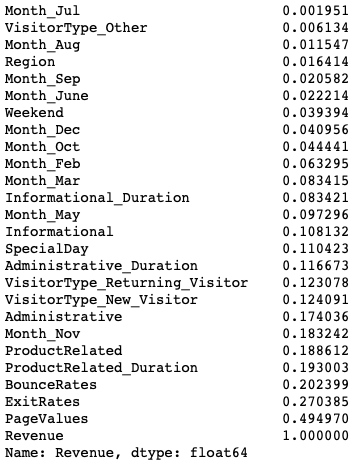 Month_Jul 0.001951
VisitorType_Other 0.006134
Month_Aug 0.011547
Region 0.016414
Month_Sep 0.020582
Month_June 0.022214
Weekend 0.039394
Month_Dec 0.040956
Month_Oct 0.044441
Month_Feb 0.063295
Month_Mar 0.083415
Informational_Duration 0.083421
Month_May 0.097296
Informational 0.108132
SpecialDay 0.110423
Administrative_Duration 0.116673
VisitorType_Returning_Visitor 0.123078
VisitorType_New_Visitor 0.124091
Administrative 0.174036
Month_Nov 0.183242
ProductRelated 0.188612
ProductRelated_Duration 0.193003
BounceRates 0.202399
ExitRates 0.270385
PageValues 0.494970
Revenue 1.000000
Name: Revenue, dtype: float64